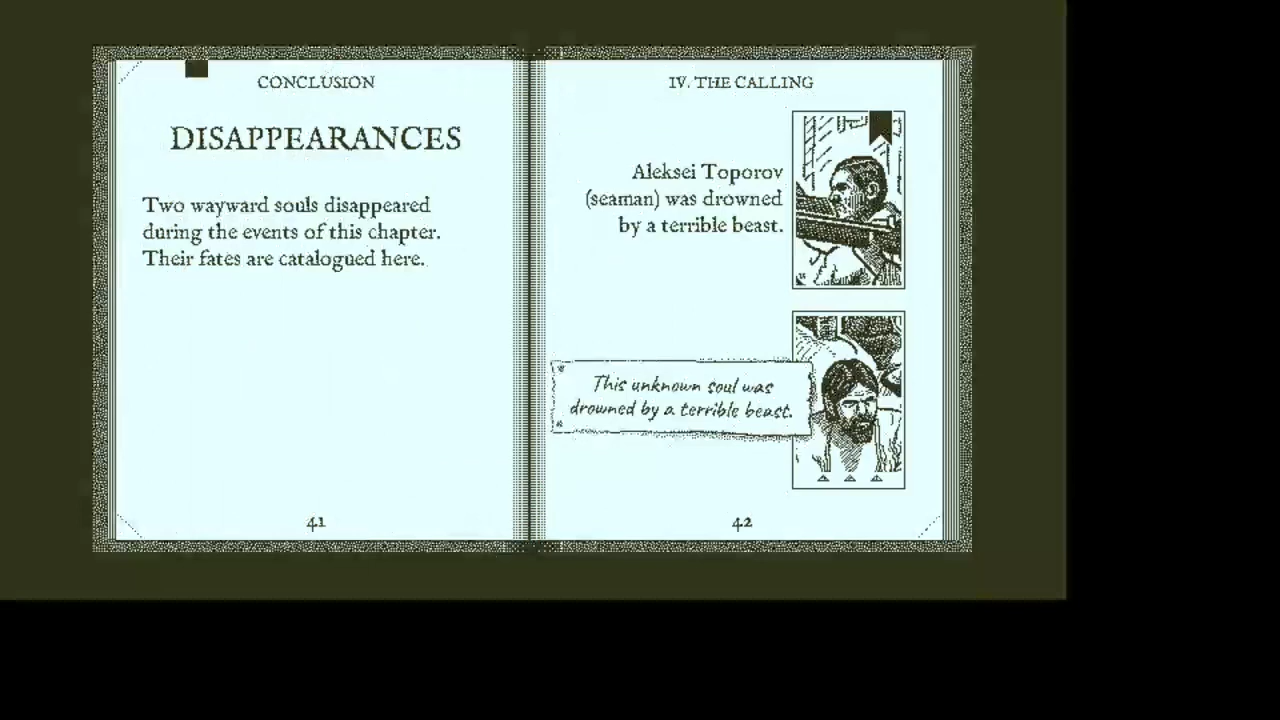 CONCLUSION
DISAPPEARANCES
Two wayward souls disappeared
during the events of this chapter.
Their fates are catalogued here.
41
IV. THE CALLING
Aleksei Toporov
(seaman) was drowned
by a terrible beast.
This unknown soul was
drowned by a terrible beast.
42